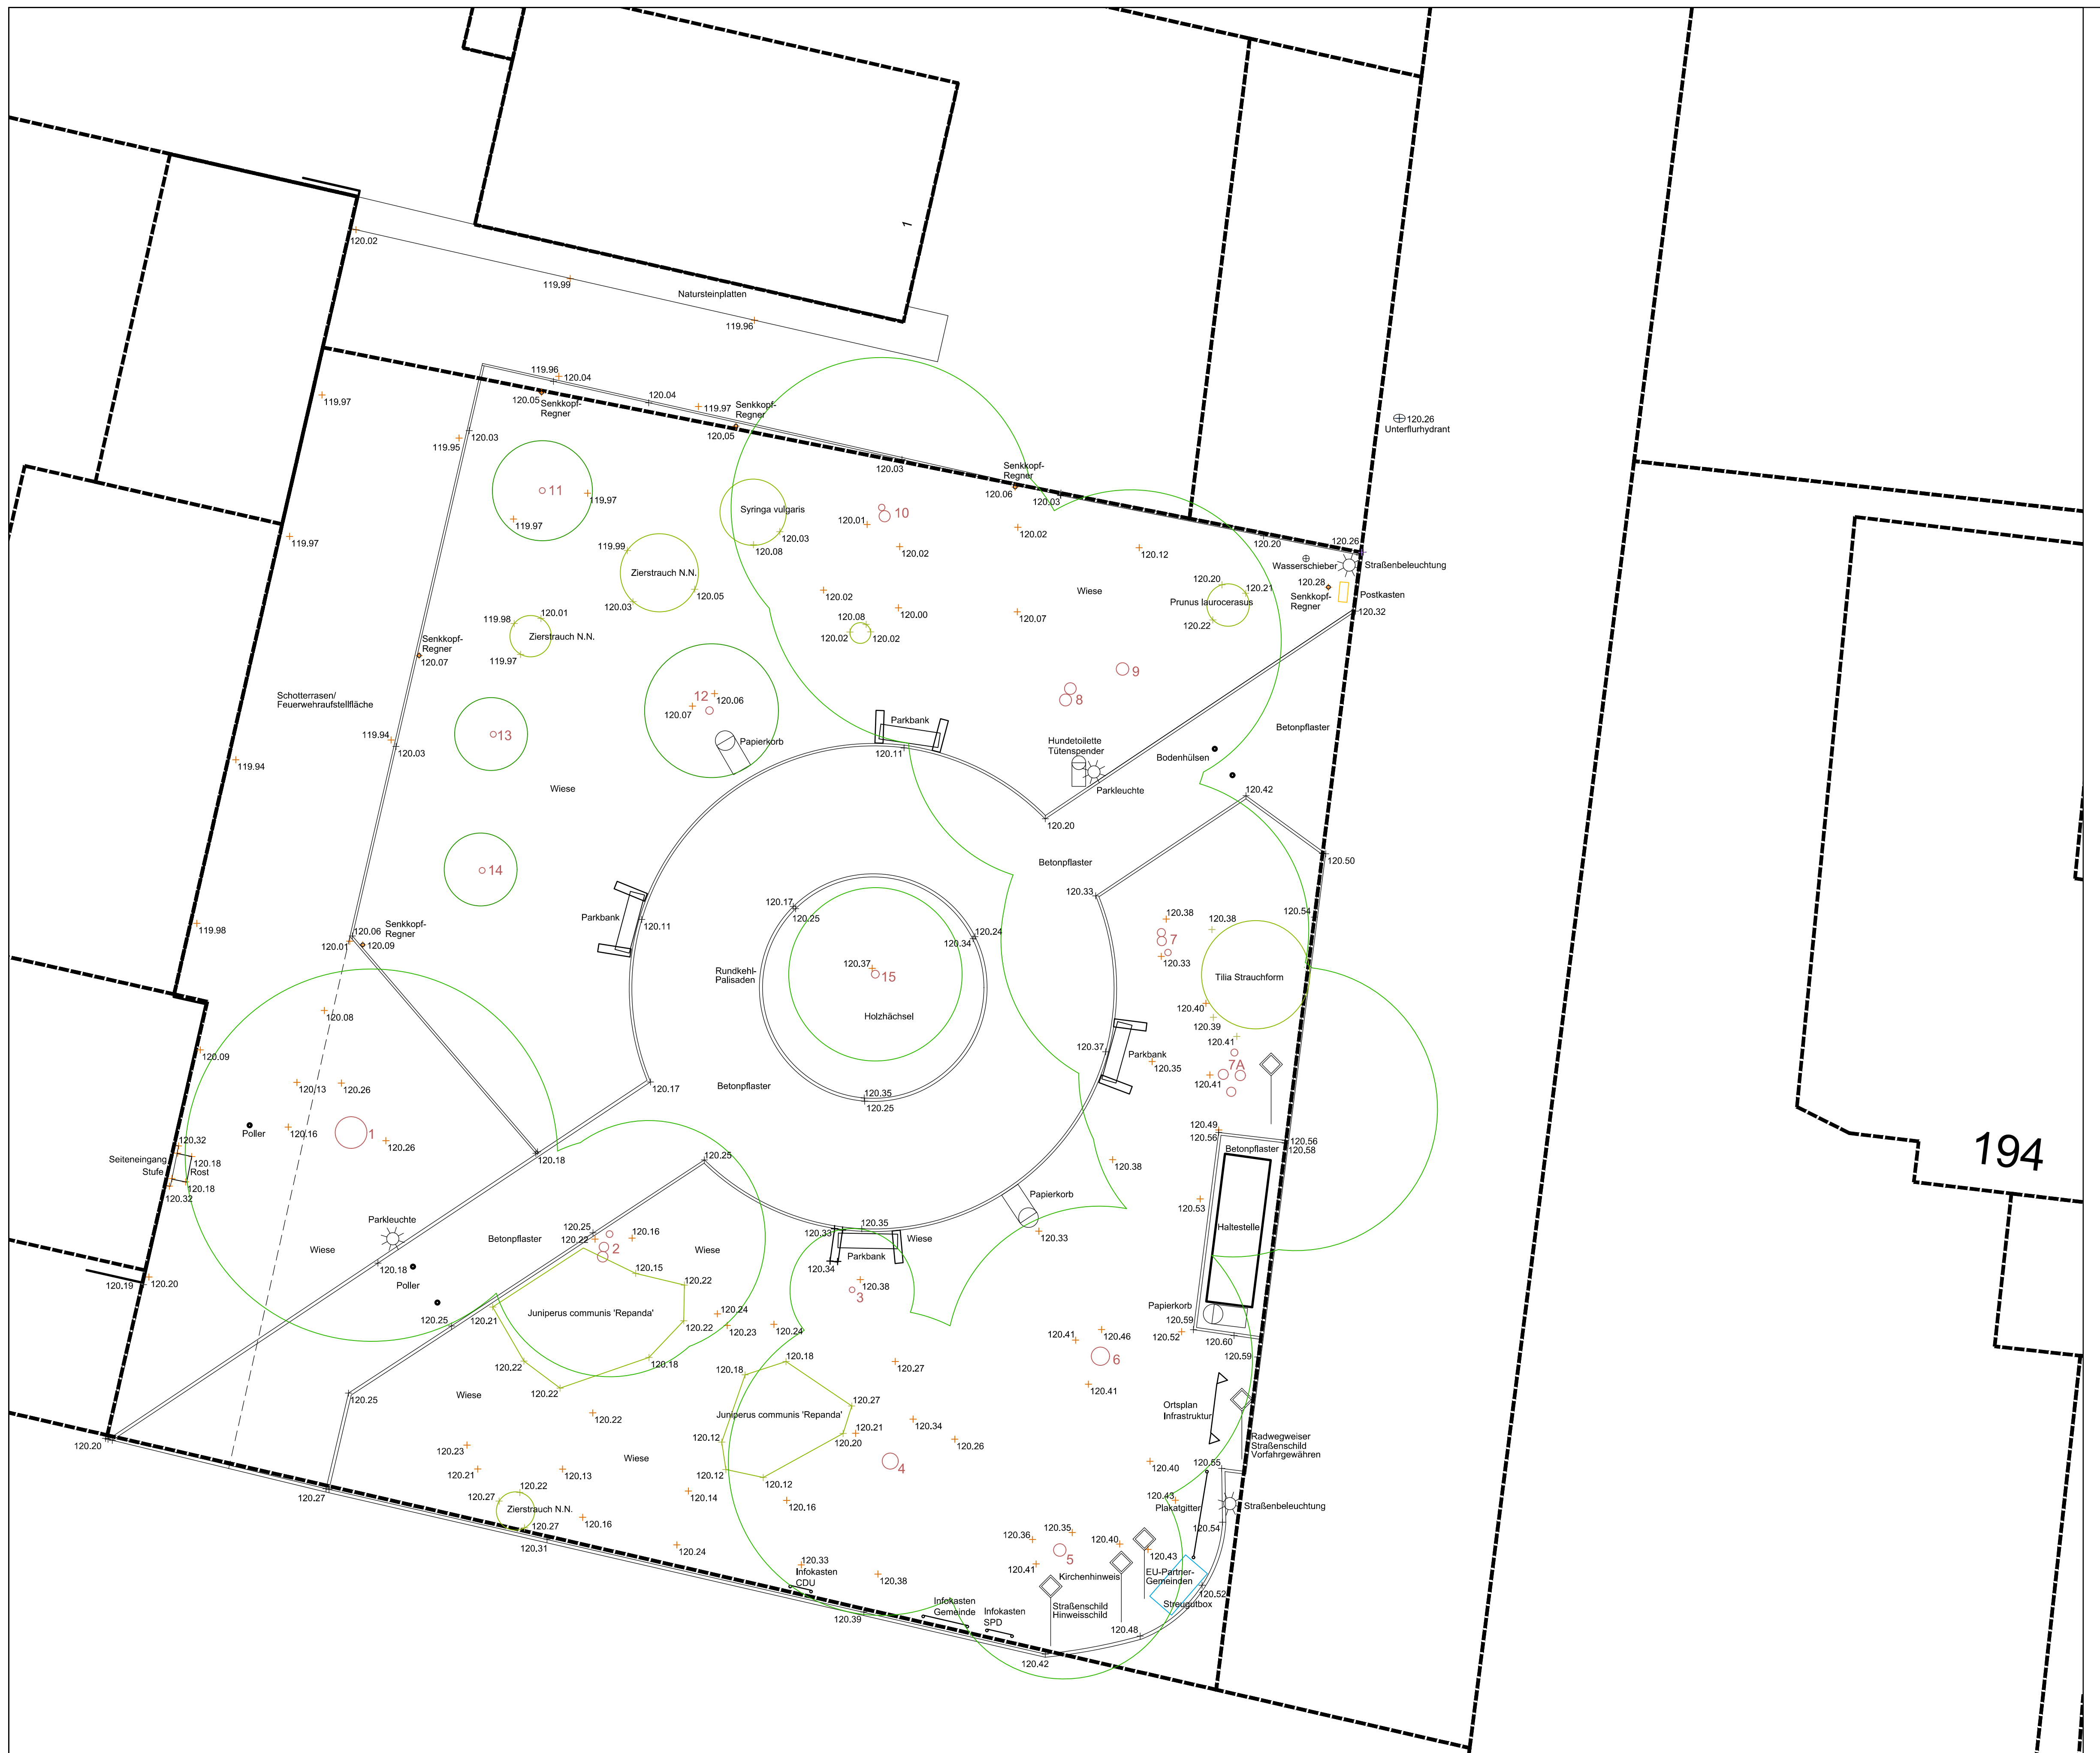 1
120.02
119.99
Natursteinplatten
119.96
119.96
120.04
120.04
119.97
120.05
Senkkopf-
Regner
Senkkopf-
Regner
120.05
119.97
119.95
120.03
120.03
Senkkopf-
Regner
120.06
120.03
120.26
Unterflurhydrant
11
119.97
119.97
119.97
Syringa vulgaris
120.03
120.08
10
120.01
120.02
120.02
120.12
120.20
120.26
Wasserschieber
Straßenbeleuchtung
120.28
Senkkopf-
Regner
Postkasten
120.32
119.99
Zierstrauch N.N.
120.03
120.05
120.02
120.00
120.07
Wiese
120.20
120.21
Prunus laurocerasus
120.22
119.98
120.01
Zierstrauch N.N.
119.97
120.08
120.02
120.02
Senkkopf-
Regner
120.07
Schotterrasen/
Feuerwehraufstellfläche
12
120.06
120.07
9
8
119.94
120.03
13
Papierkorb
Parkbank
120.11
Hundetoilette
Tütenspender
Parkleuchte
Bodenhülsen
Betonpflaster
119.94
Wiese
120.42
120.20
120.50
14
Betonpflaster
120.33
119.98
120.06
120.01
120.09
Senkkopf-
Regner
Parkbank
120.11
120.17
120.25
120.24
120.34
120.38
120.38
120.54
7
120.33
Rundkehl-
Palisaden
120.37
15
Holzhächsel
Tilia Strauchform
120.40
120.39
120.41
120.08
120.09
120.13
120.26
120.17
Betonpflaster
120.35
120.25
120.37
Parkbank
120.35
7A
120.41
Poller
120.16
1
120.26
120.32
Seiteneingang
Stufe
120.18
Rost
120.18
120.32
120.18
120.25
120.38
120.49
120.56
Betonpflaster
120.56
120.58
194
Parkleuchte
Wiese
Betonpflaster
120.25
120.22
2
120.16
Wiese
120.33
120.35
Parkbank
120.34
Wiese
Papierkorb
120.33
120.53
Haltestelle
120.18
Poller
120.19
120.20
120.15
120.22
3
120.38
Juniperus communis 'Repanda'
120.21
120.25
120.22
120.24
120.23
120.24
Papierkorb
120.59
120.52
120.60
120.59
120.41
120.46
6
120.41
120.22
120.18
120.22
120.18
120.18
120.27
120.27
Wiese
120.25
Juniperus communis 'Repanda'
120.21
120.20
120.34
120.26
Ortsplan
Infrastruktur
Radwegweiser
Straßenschild
Vorfahrgewähren
120.22
120.20
120.23
120.21
120.13
Wiese
120.12
120.12
120.12
4
120.40
120.55
120.27
120.22
120.27
Zierstrauch N.N.
120.27
120.16
120.14
120.16
120.43
Plakatgitter
Straßenbeleuchtung
120.54
120.31
120.24
120.33
Infokasten
CDU
120.38
120.36
120.35
5
120.41
120.40
120.43
Kirchenhinweis
EU-Partner-
Gemeinden
120.52
Streugutbox
120.39
Infokasten
Gemeinde
Infokasten
SPD
Straßenschild
Hinweisschild
120.48
120.42